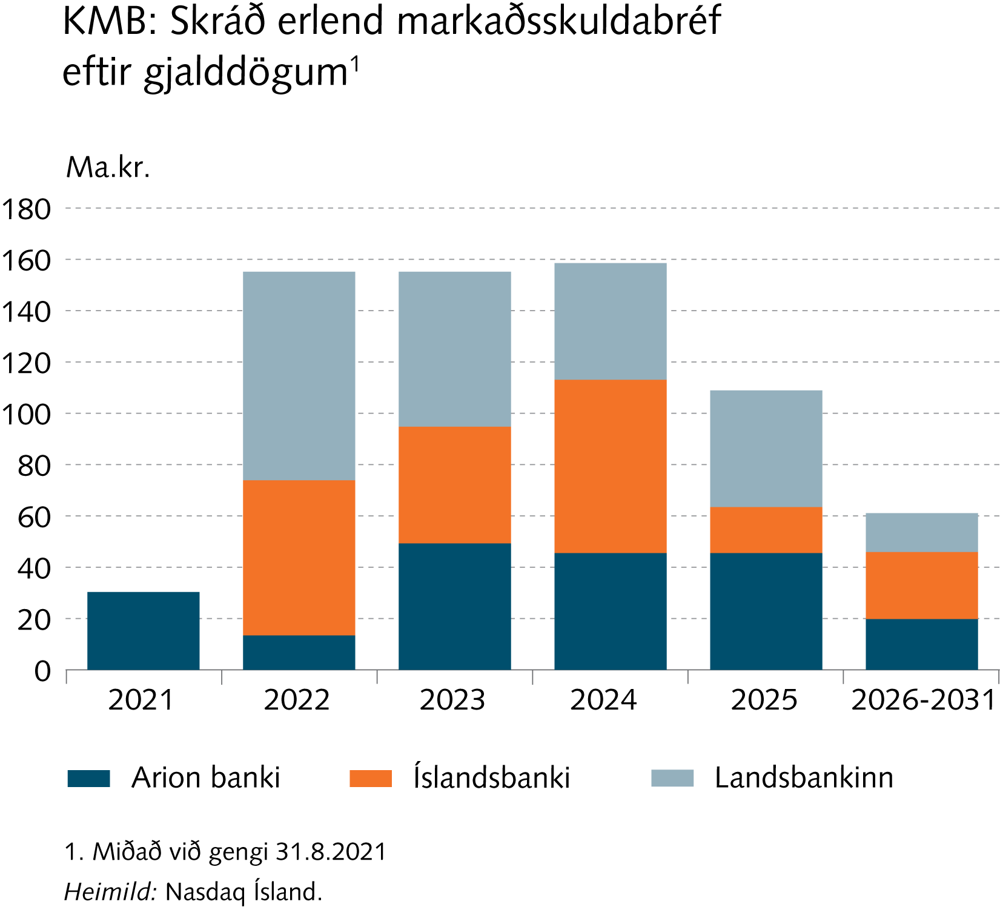 KMB: Skráð erlend markaðsskuldabréf
eftir gjalddögum¹
Ma.kr.
180
160
140
120
100
80
60
40
20
0
2021 2022 2023 2024 2025 2026-2031
Arion banki Íslandsbanki Landsbankinn
1. Miðað við gengi 31.8.2021
Heimild: Nasdaq Ísland.